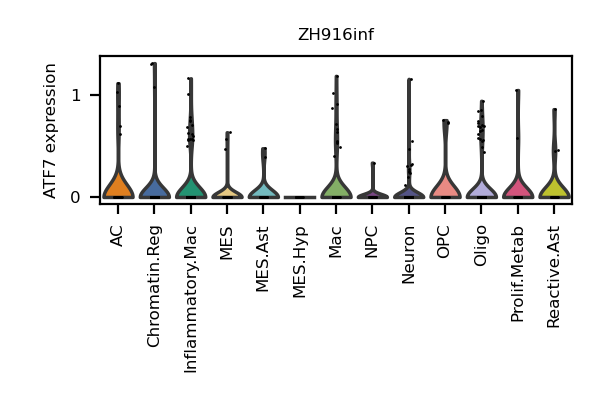 ZH916inf
ATF7 expression
1
0
AC
Chromatin.Reg
Inflammatory.Mac
MES
MES.Ast
MES.Hyp
Mac
NPC
Neuron
OPC
Oligo
Prolif.Metab
Reactive.Ast